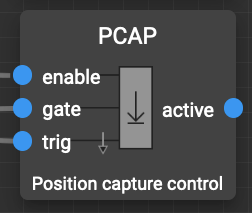 PCAP
enable
gate
active
trig
Position capture control